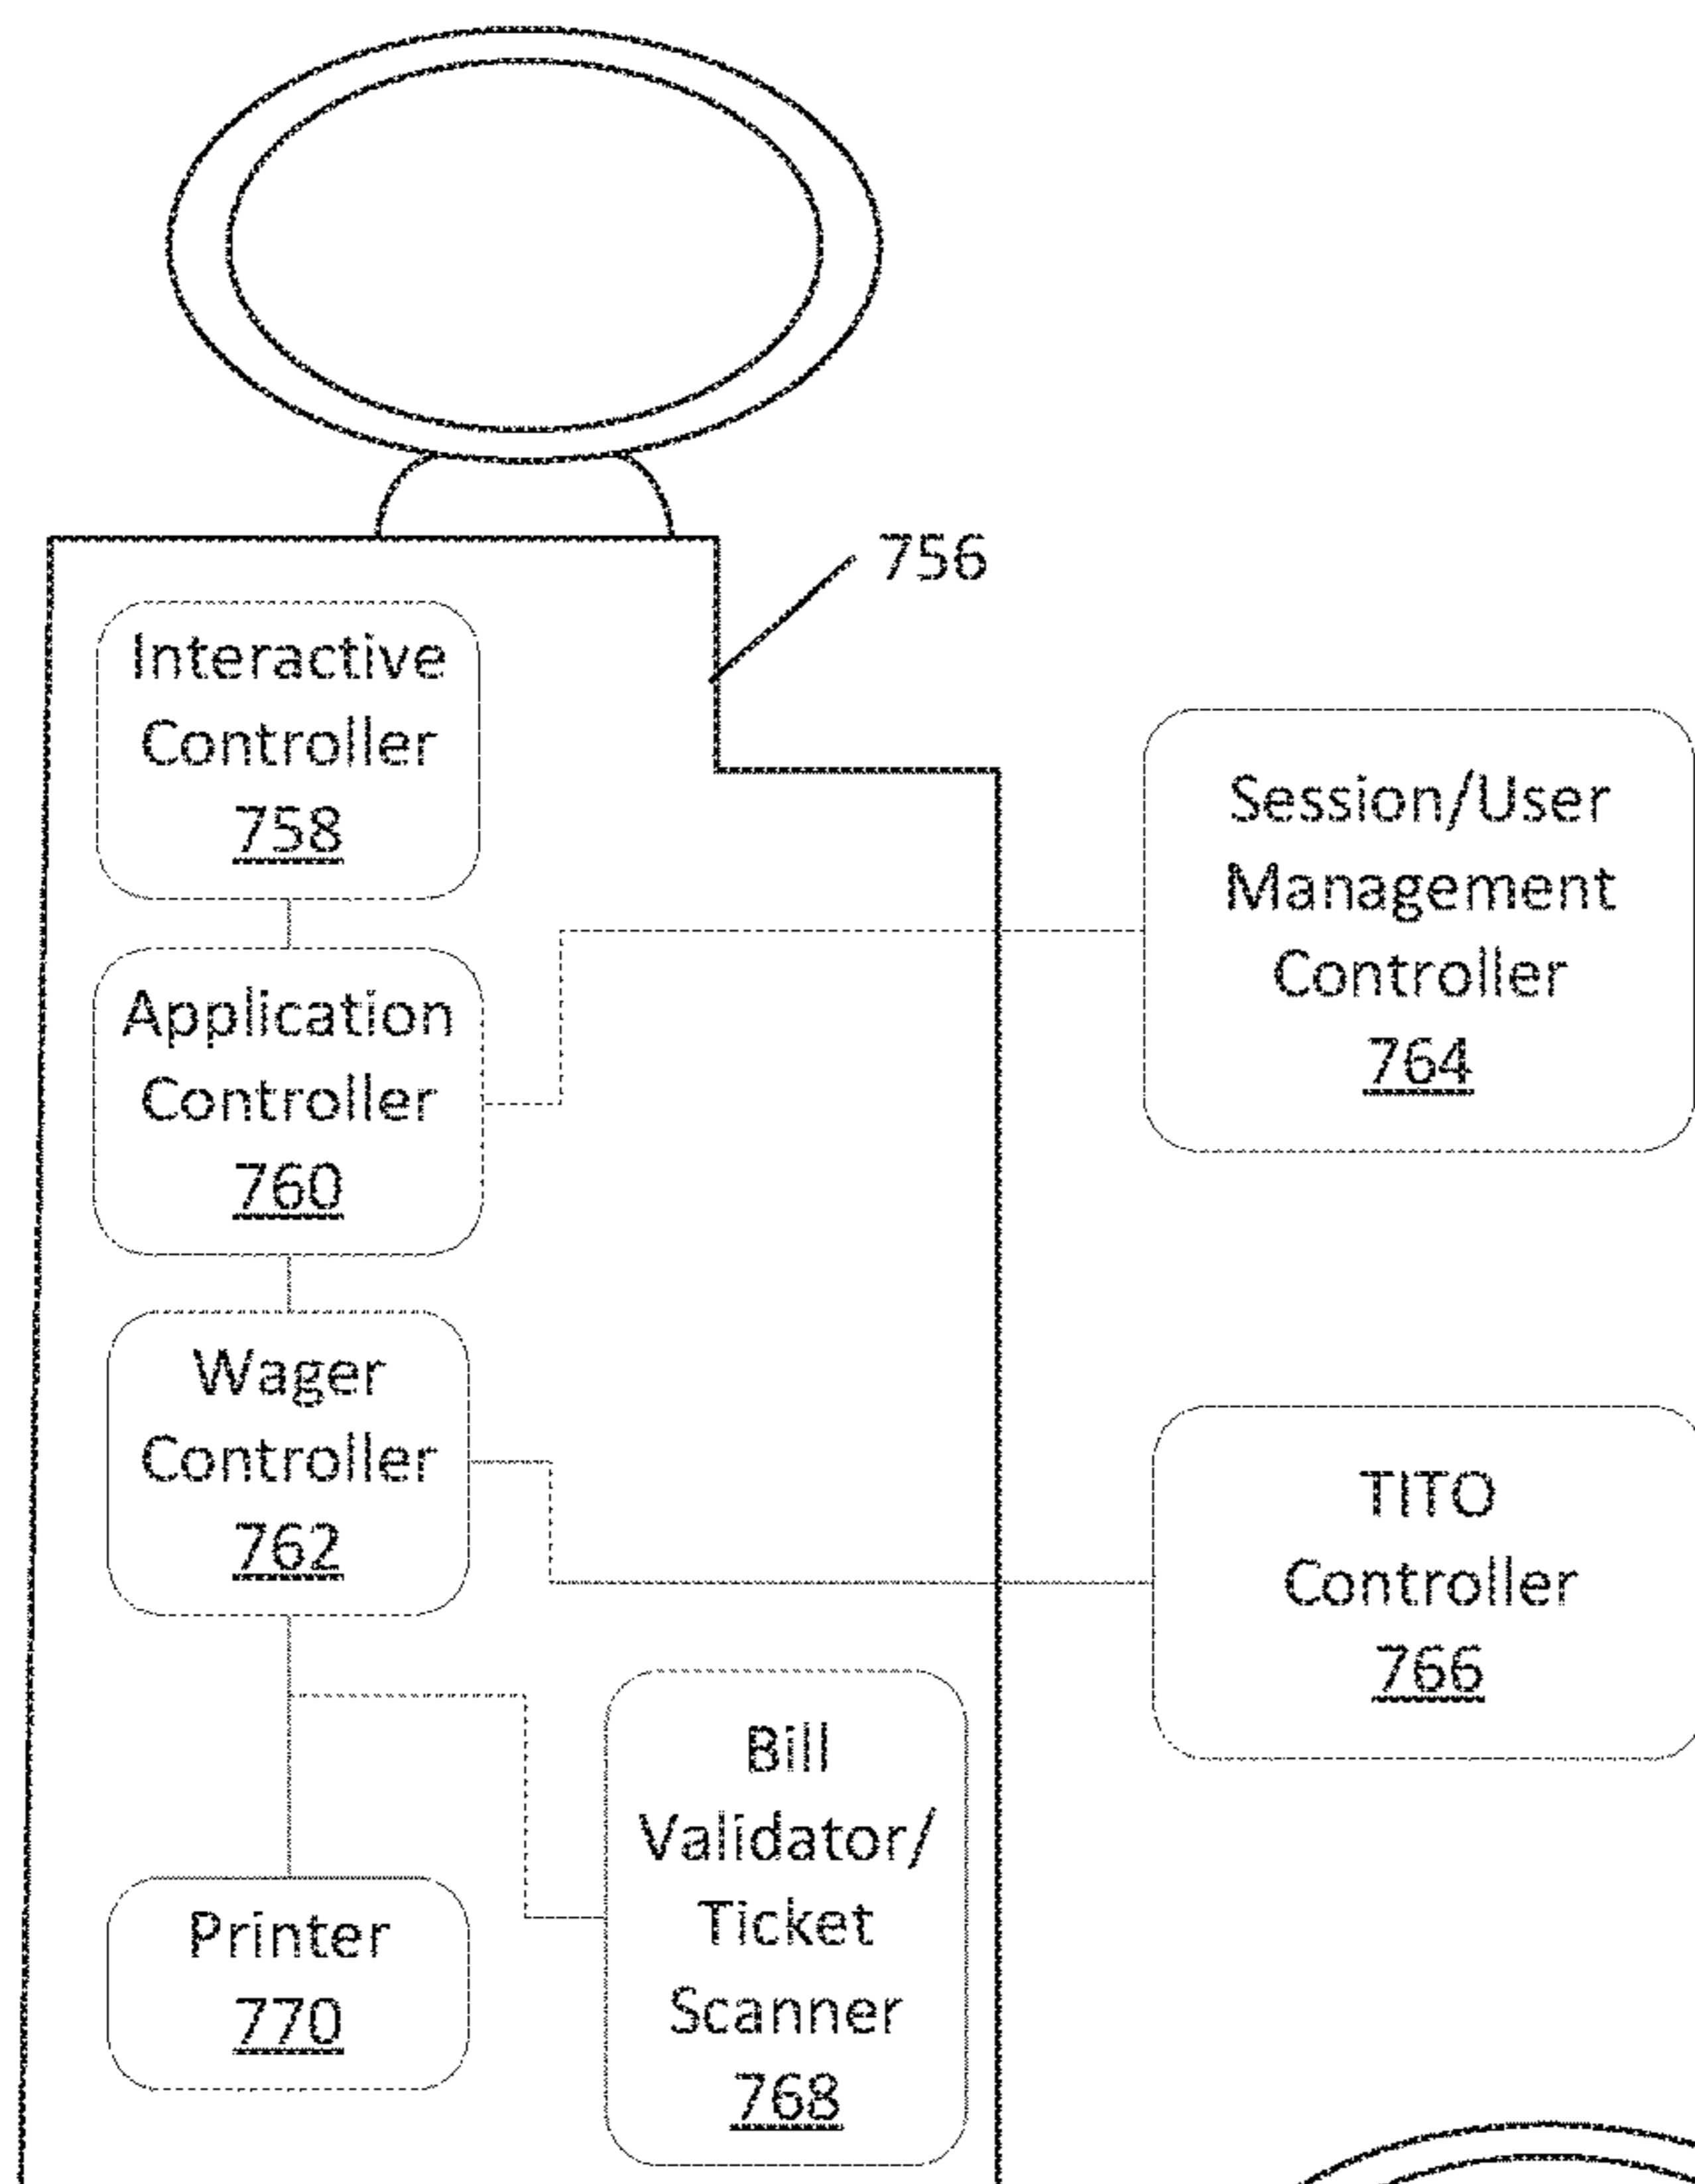 756
Interactive
Controller
758
Session/User
Management
Controller
764
Application
Controller
760
Wager
Controller
762
TITO
Controller
766
Bill
Validator/
Ticket
Scanner
768
Printer
770